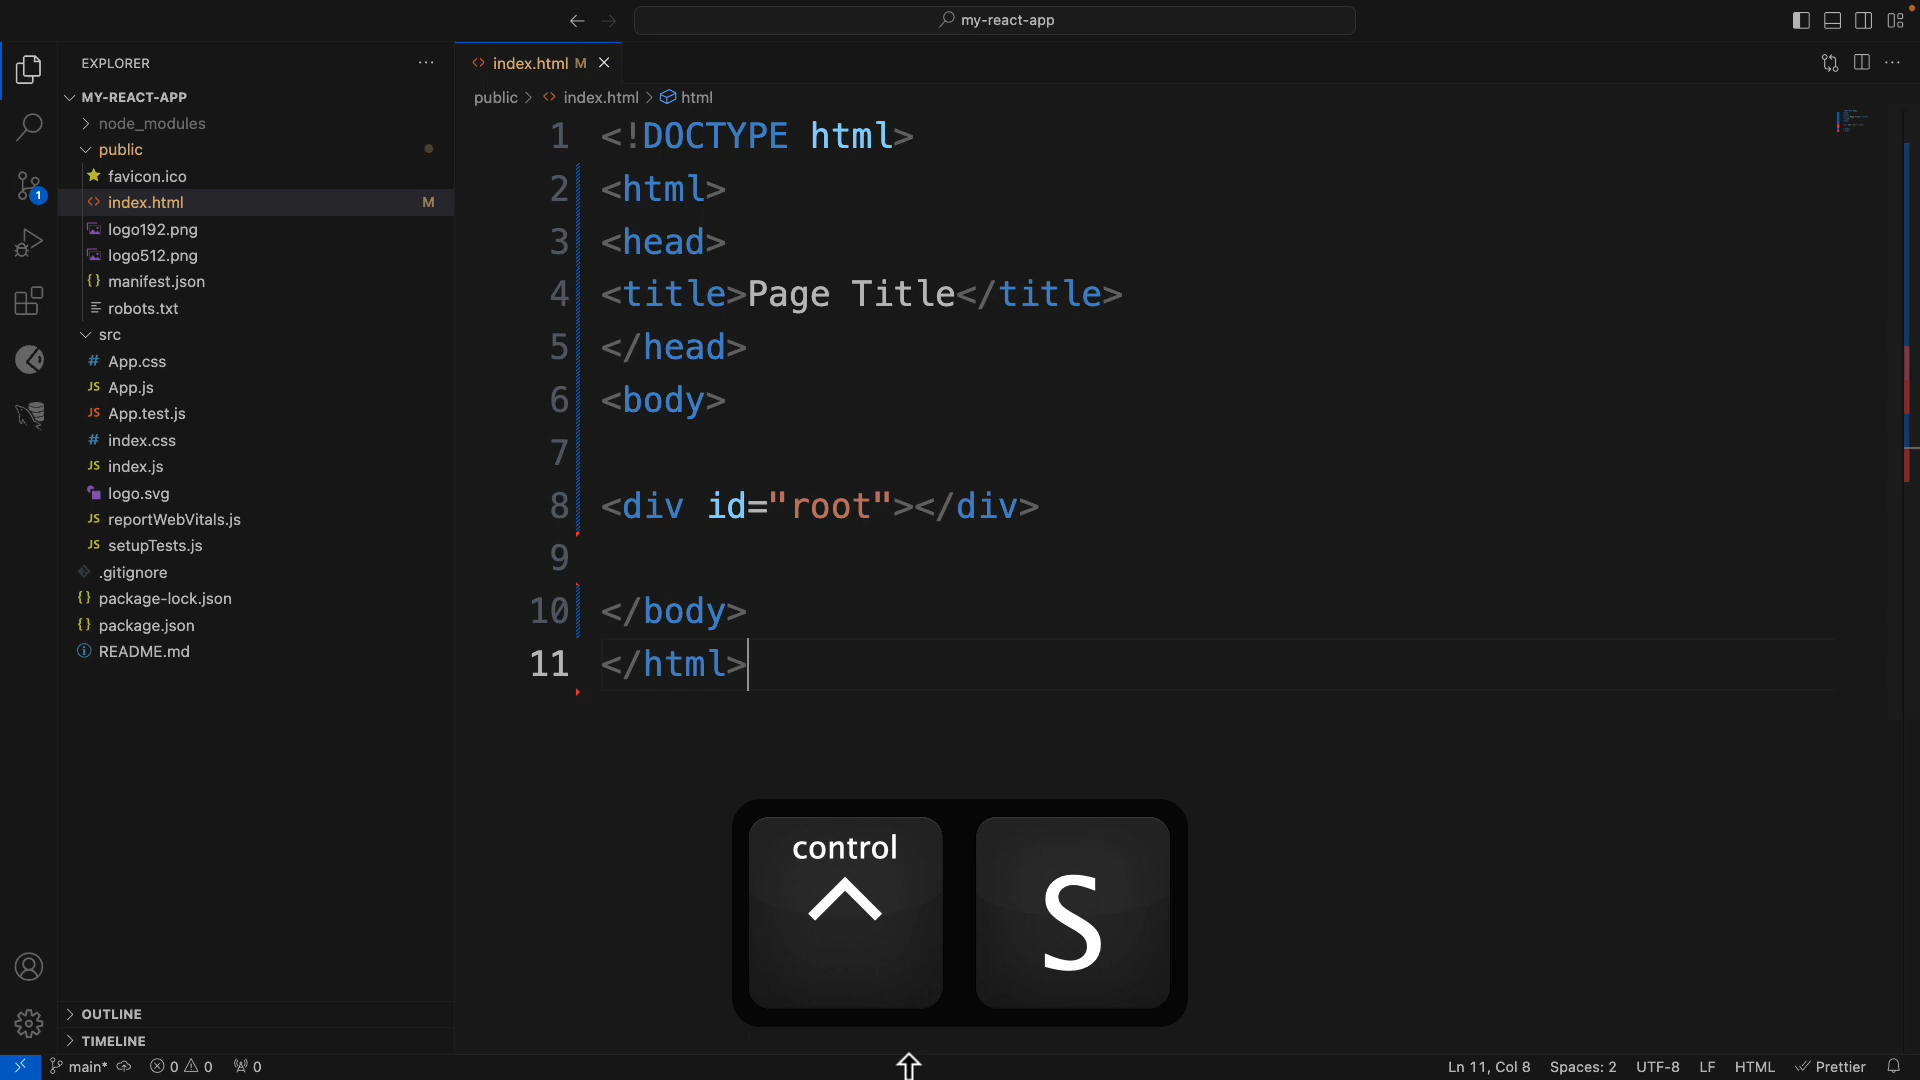 my-react-app
EXPLORER
MY-REACT-APP
node_modules
public
favicon.ico
index.html M
logo192.png
logo512.png
manifest.json
robots.txt
src
App.css
App.js
App.test.js
index.css
index.js
logo.svg
reportWebVitals.js
setupTests.js
.gitignore
package-lock.json
package.json
README.md
OUTLINE
TIMELINE
1
index.html M
public > index.html > html
1 <!DOCTYPE html>
2 <html>
3 <head>
4 <title>Page Title</title>
5 </head>
6 <body>
7
8 <div id="root"></div>
9
10 </body>
11 </html>
control
S
main* 0 0 0
Ln 11, Col 8 Spaces: 2 UTF-8 LF HTML Prettier